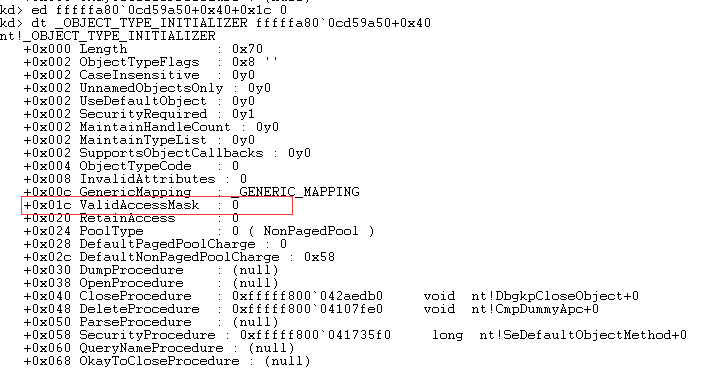 kd> ed fffffa80`0cd59a50+0x40+0x1c 0
kd> dt _OBJECT_TYPE_INITIALIZER fffffa80`0cd59a50+0x40
nt!_OBJECT_TYPE_INITIALIZER
+0x000 Length : 0x70
+0x002 ObjectTypeFlags : 0x8 ''
+0x002 CaseInsensitive : 0y0
+0x002 UnnamedObjectsOnly : 0y0
+0x002 UseDefaultObject : 0y0
+0x002 SecurityRequired : 0y1
+0x002 MaintainHandleCount : 0y0
+0x002 MaintainTypeList : 0y0
+0x002 SupportsObjectCallbacks : 0y0
+0x004 ObjectTypeCode : 0
+0x008 InvalidAttributes : 0
+0x00c GenericMapping : _GENERIC_MAPPING
+0x01c ValidAccessMask : 0
+0x020 RetainAccess : 0
+0x024 PoolType : 0 ( NonPagedPool )
+0x028 DefaultPagedPoolCharge : 0
+0x02c DefaultNonPagedPoolCharge : 0x58
+0x030 DumpProcedure : (null)
+0x038 OpenProcedure : (null)
+0x040 CloseProcedure : 0xfffff800`042aedb0 void nt!DbgkpCloseObject+0
+0x048 DeleteProcedure : 0xfffff800`04107fe0 void nt!CmpDummyApc+0
+0x050 ParseProcedure : (null)
+0x058 SecurityProcedure : 0xfffff800`041735f0 long nt!SeDefaultObjectMethod+0
+0x060 QueryNameProcedure : (null)
+0x068 OkayToCloseProcedure : (null)